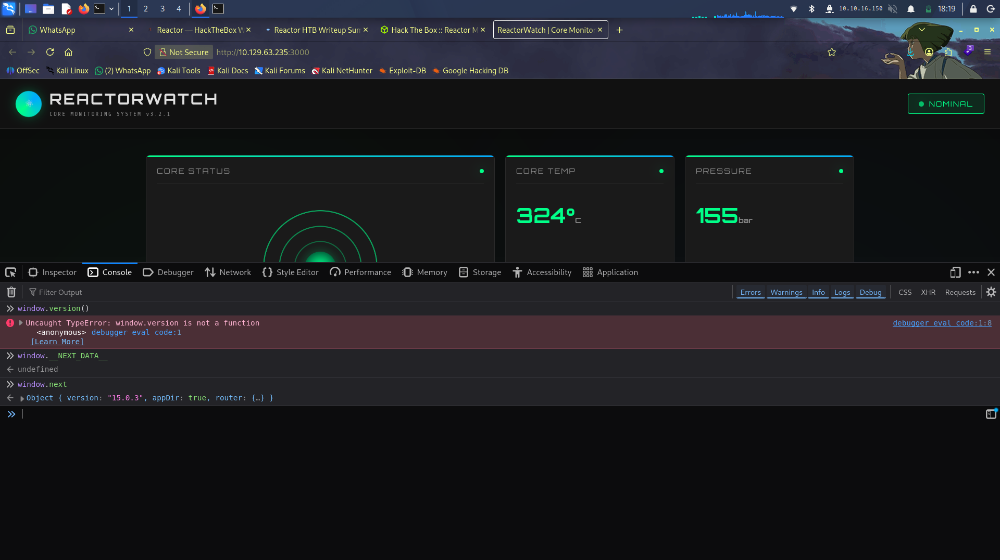 1 2 3 4 10.10.16.150 18:19
WhatsApp Reactor — HackTheBox W Reactor HTB Writeup Sum Hack The Box :: Reactor M ReactorWatch | Core Monitor
Not Secure http://10.129.63.235:3000 3
OffSec Kali Linux (2) WhatsApp Kali Tools Kali Docs Kali Forums Kali NetHunter Exploit-DB Google Hacking DB
REACTORWATCH
CORE MONITORING SYSTEM v3.2.1
NOMINAL
CORE STATUS
CORE TEMP
PRESSURE
324°C
155bar
Inspector Console Debugger Network Style Editor Performance Memory Storage Accessibility Application
Filter Output Errors Warnings Info Logs Debug CSS XHR Requests
window.version()
Uncaught TypeError: window.version is not a function debugger eval code:1:8
<anonymous> debugger eval code:1
[Learn More]
window.__NEXT_DATA__
undefined
window.next
Object { version: "15.0.3", appDir: true, router: {…} }